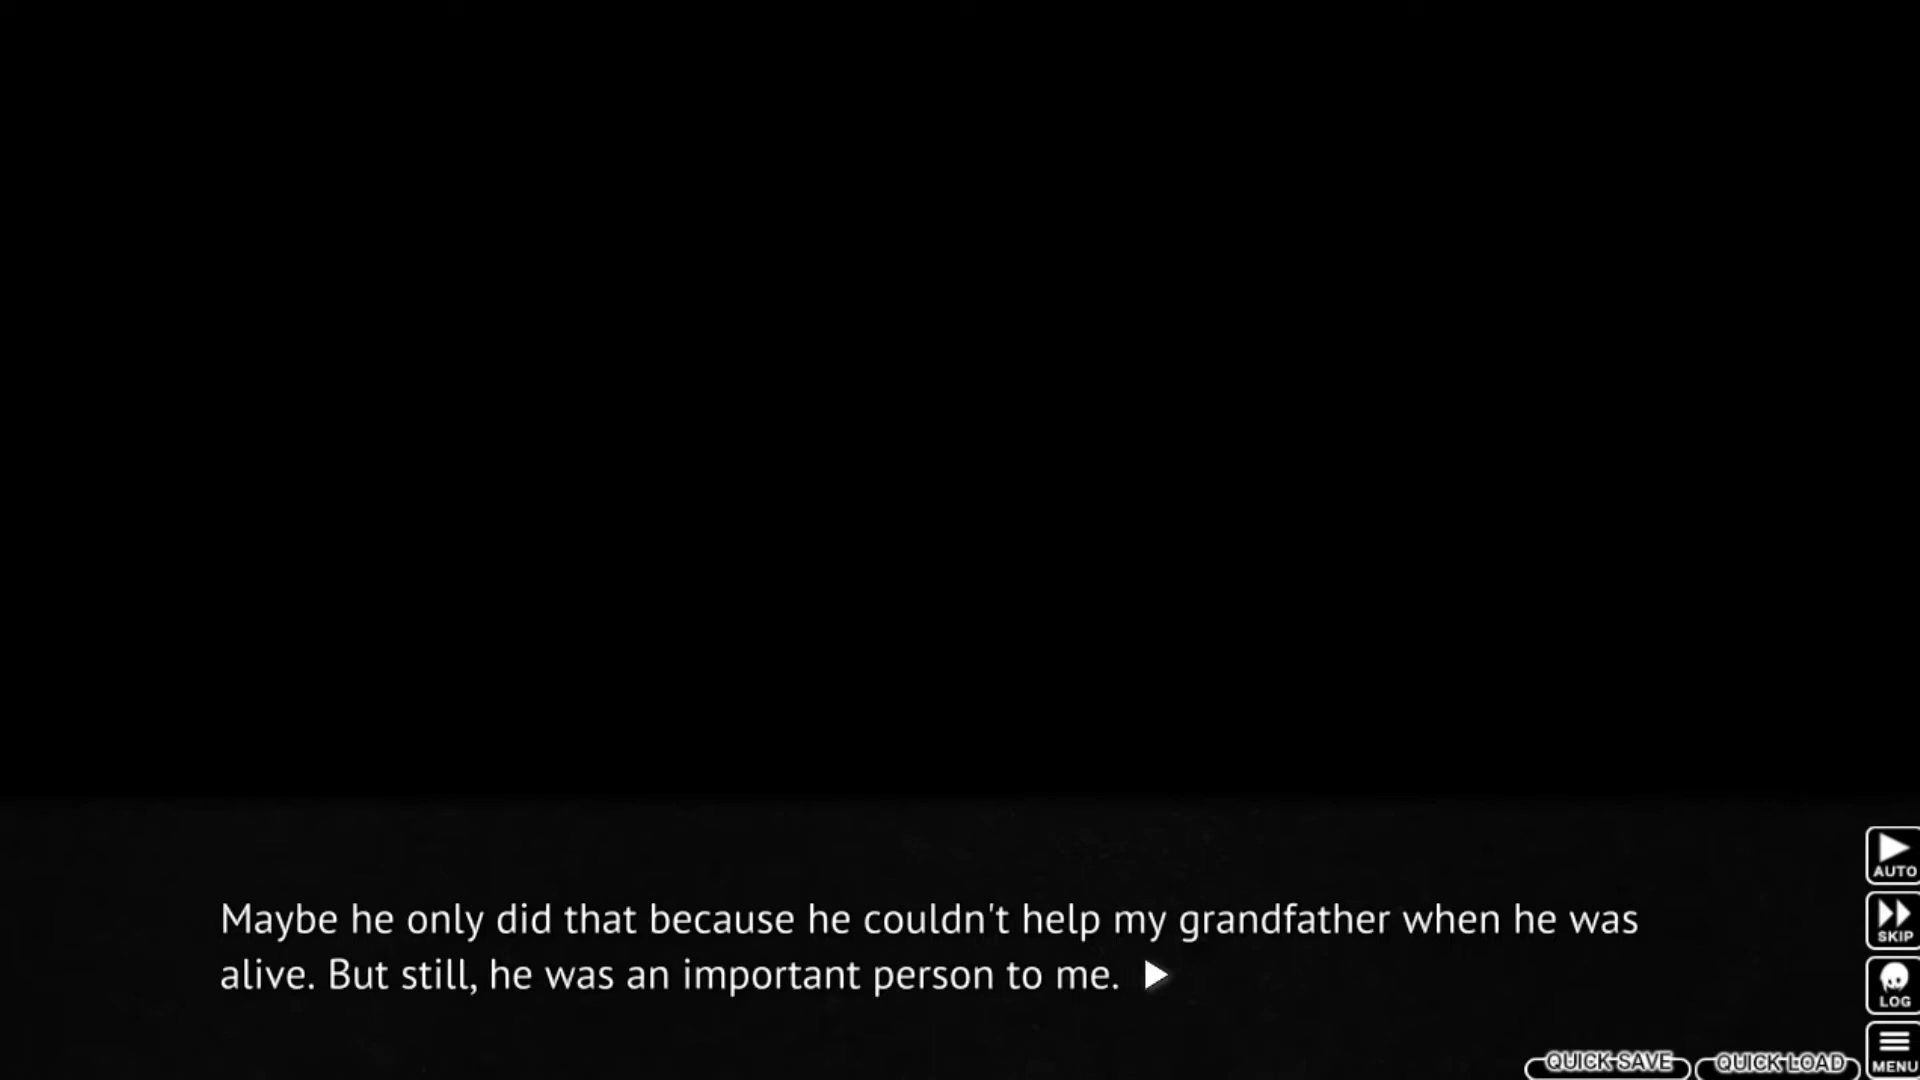 Maybe he only did that because he couldn't help my grandfather when he was
alive. But still, he was an important person to me.
AUTO
SKIP
LOG
MENU
QUICK SAVE
QUICK LOAD